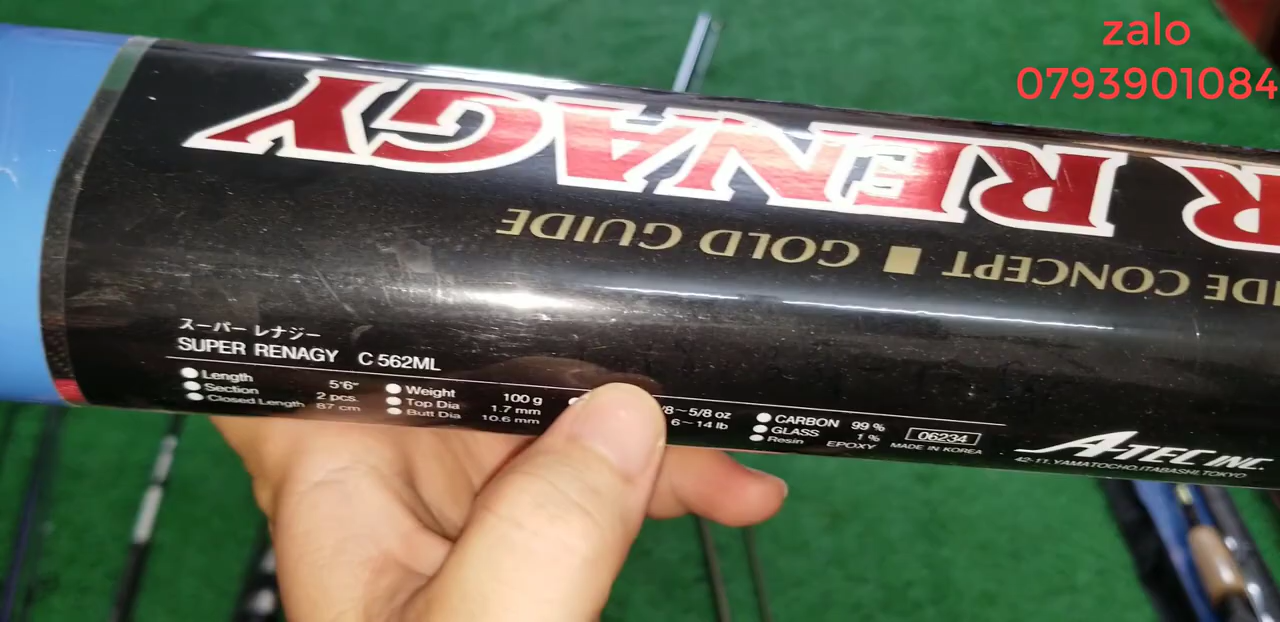 zalo
0793901084
R RENAGY
IDE CONCEPT ■ GOLD GUIDE
スーパー レナジー
SUPER RENAGY C 562ML
Length 5'6"
Section 2 pcs.
Closed Length 87 cm
Weight 100 g
Top Dia 1.7 mm
Butt Dia 10.6 mm
/8~5/8 oz
6~14 lb
CARBON 99 %
GLASS 1 %
Resin EPOXY
06234
MADE IN KOREA
A-TEC INC.
42-11, YAMATOCHO, ITABASHI, TOKYO